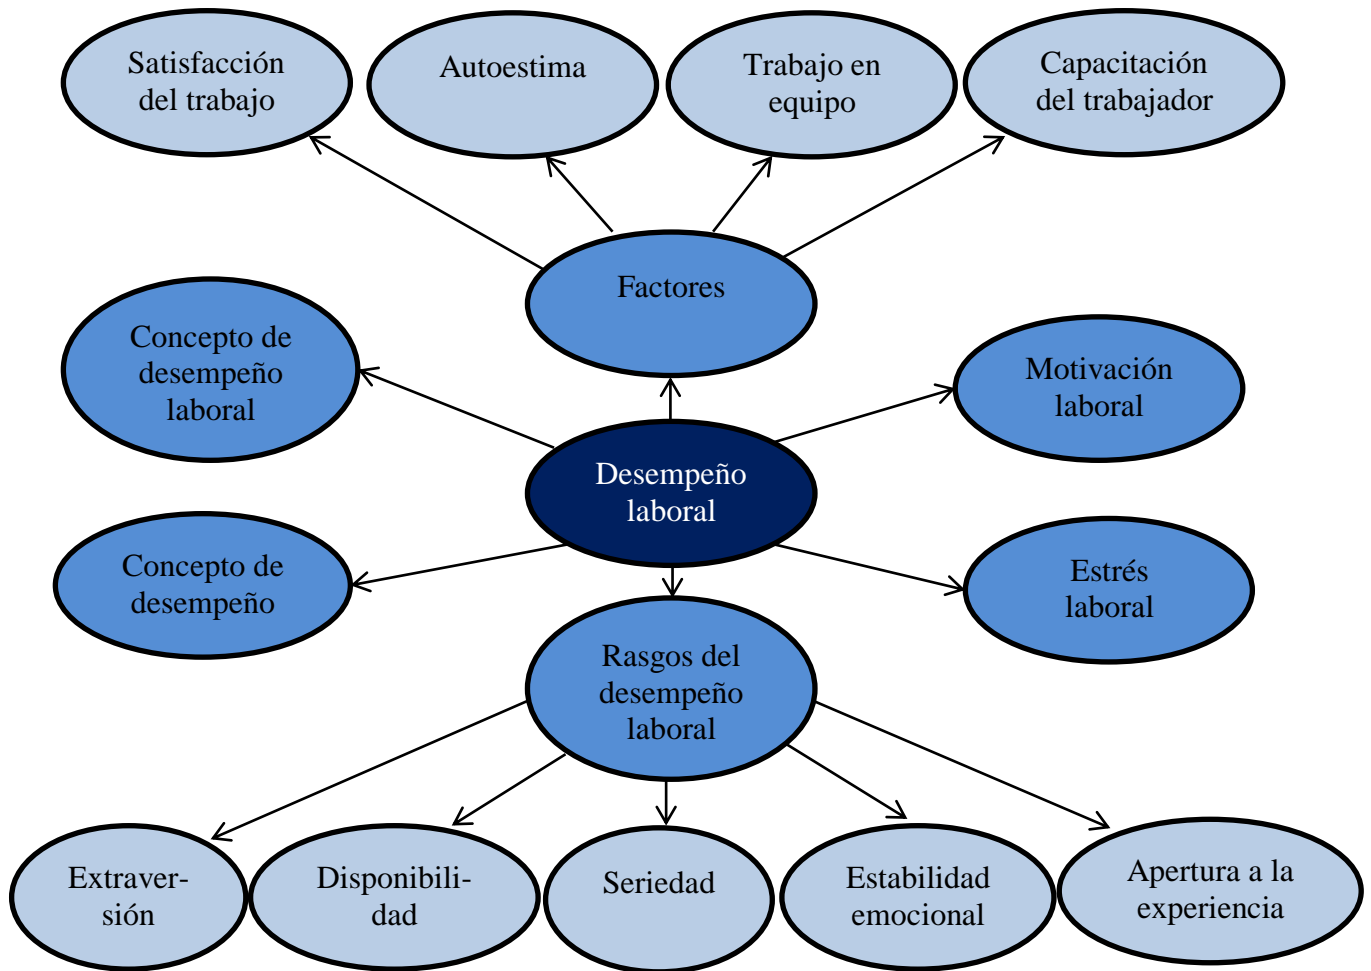 Satisfacción
del trabajo
Autoestima
Trabajo en
equipo
Capacitación
del trabajador
Factores
Concepto de
desempeño
laboral
Motivación
laboral
Desempeño
laboral
Concepto de
desempeño
Estrés
laboral
Rasgos del
desempeño
laboral
Extraver-
sión
Disponibili-
dad
Seriedad
Estabilidad
emocional
Apertura a la
experiencia